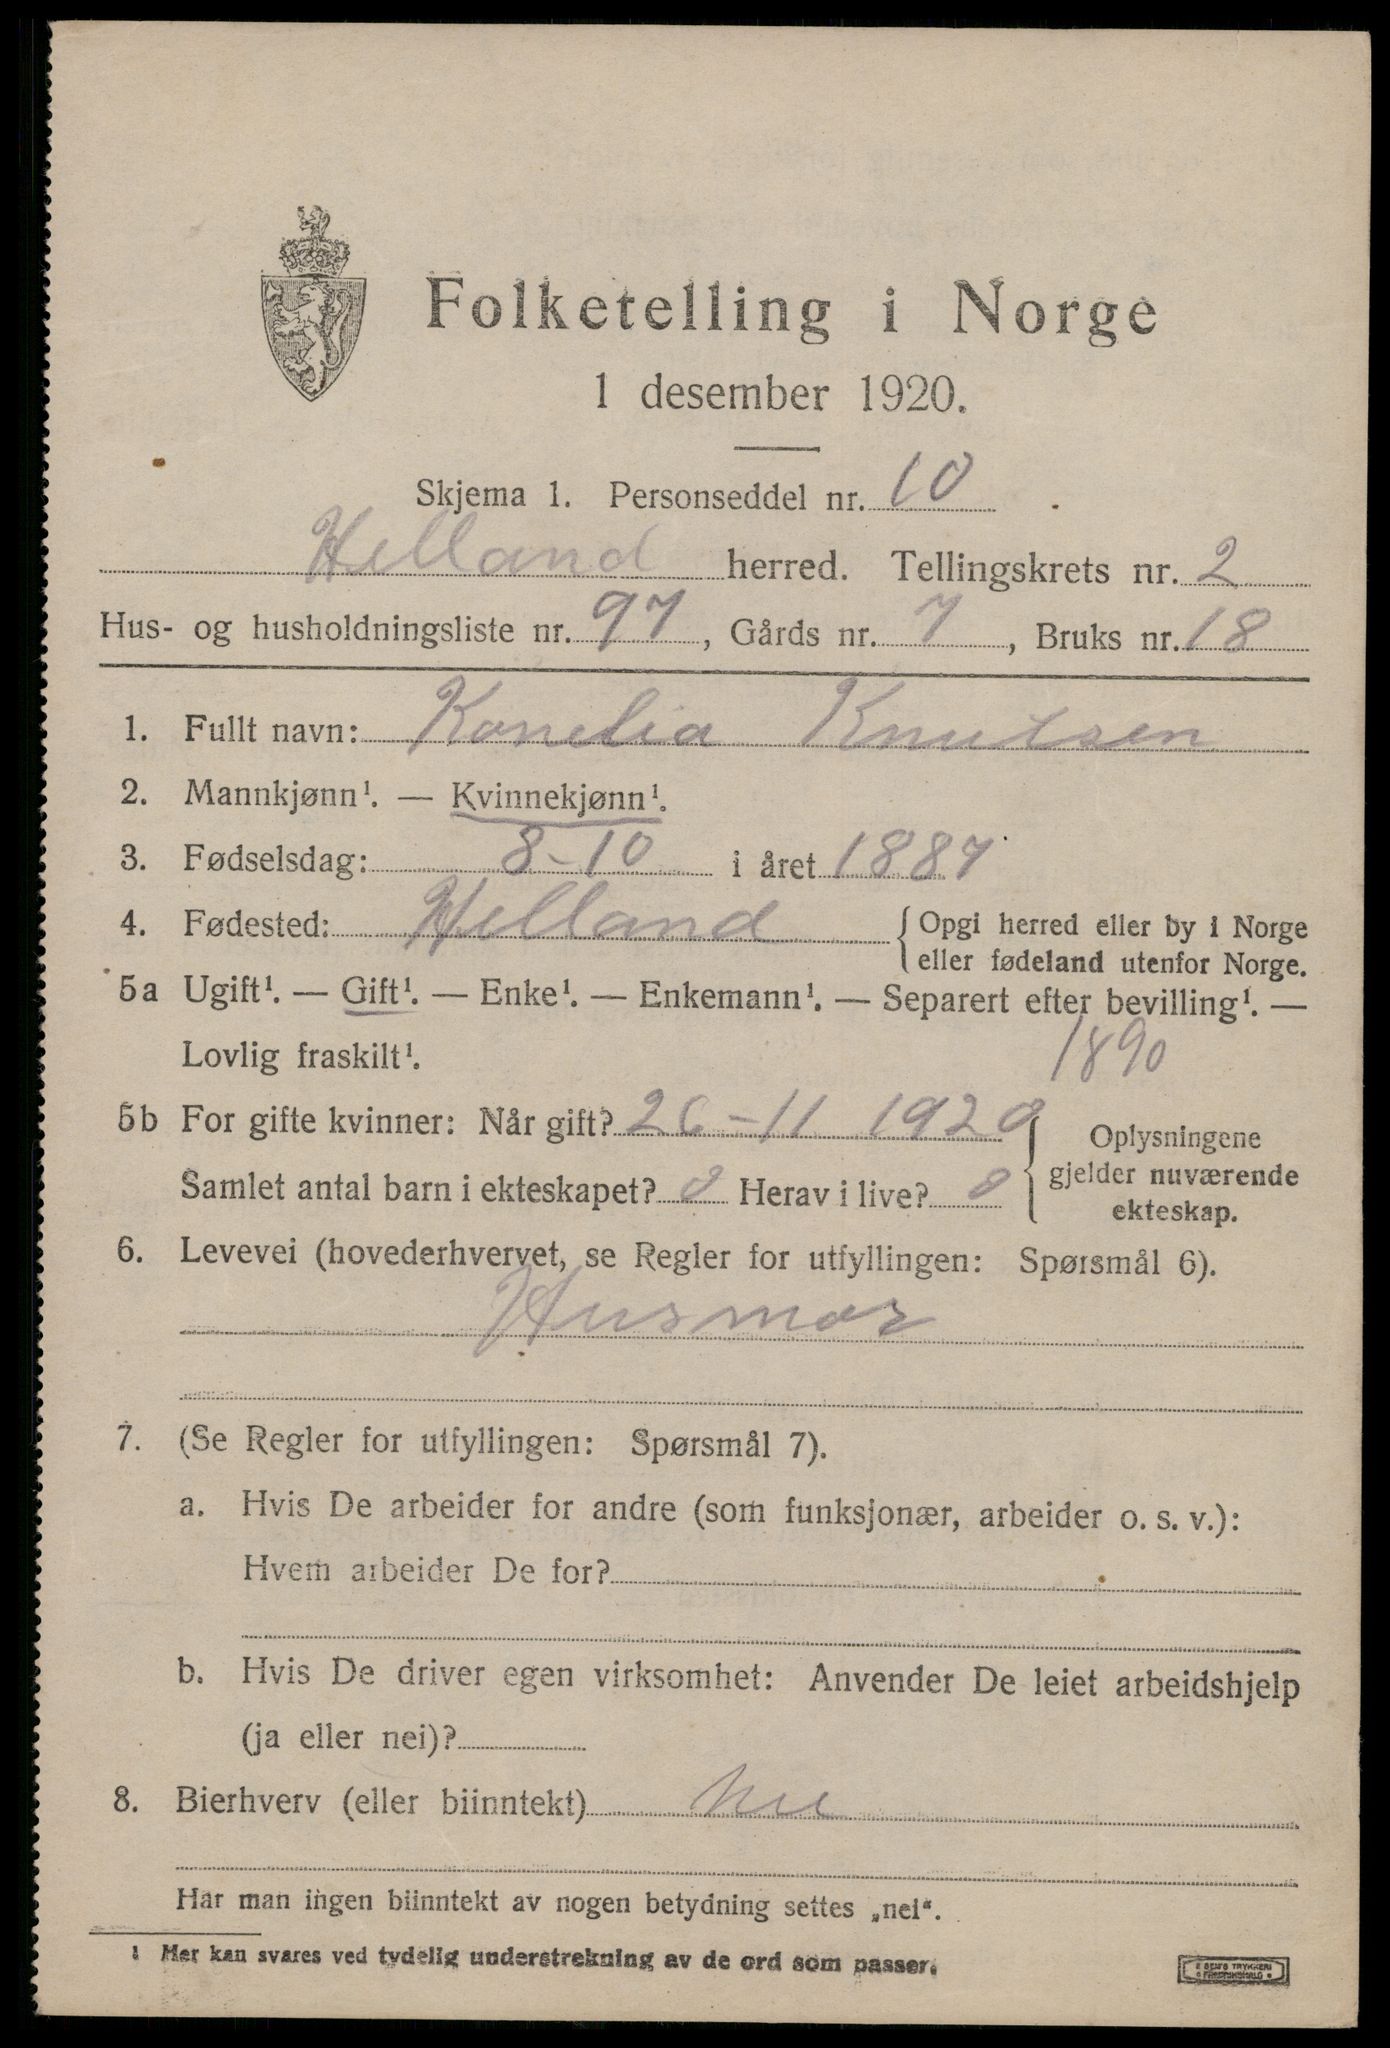 Folketelling i Norge
1 desember 1920.
Skjema 1. Personseddel nr. 10
Helland herred. Tellingskrets nr. 2
Hus- og husholdningsliste nr. 97, Gårds nr. 7, Bruks nr. 18
1. Fullt navn: Konelia Knutsen
2. Mannkjønn¹. — Kvinnekjønn¹.
3. Fødselsdag: 8-10 i året 1887
4. Fødested: Helland { Opgi herred eller by i Norge
eller fødeland utenfor Norge.
5a Ugift¹. — Gift¹. — Enke¹. — Enkemann¹. — Separert efter bevilling¹. —
Lovlig fraskilt¹.
1890
5b For gifte kvinner: Når gift? 26-11 1920
Samlet antal barn i ekteskapet? 0 Herav i live? 0
{ Oplysningene
gjelder nuværende
ekteskap.
6. Levevei (hovederhvervet, se Regler for utfyllingen: Spørsmål 6).
Husmor
7. (Se Regler for utfyllingen: Spørsmål 7).
a. Hvis De arbeider for andre (som funksjonær, arbeider o. s. v.):
Hvem arbeider De for?
b. Hvis De driver egen virksomhet: Anvender De leiet arbeidshjelp
(ja eller nei)?
8. Bierhverv (eller biinntekt) Nei
Har man ingen biinntekt av nogen betydning settes „nei“.
1 Mer kan svares ved tydelig understrekning av de ord som passer.